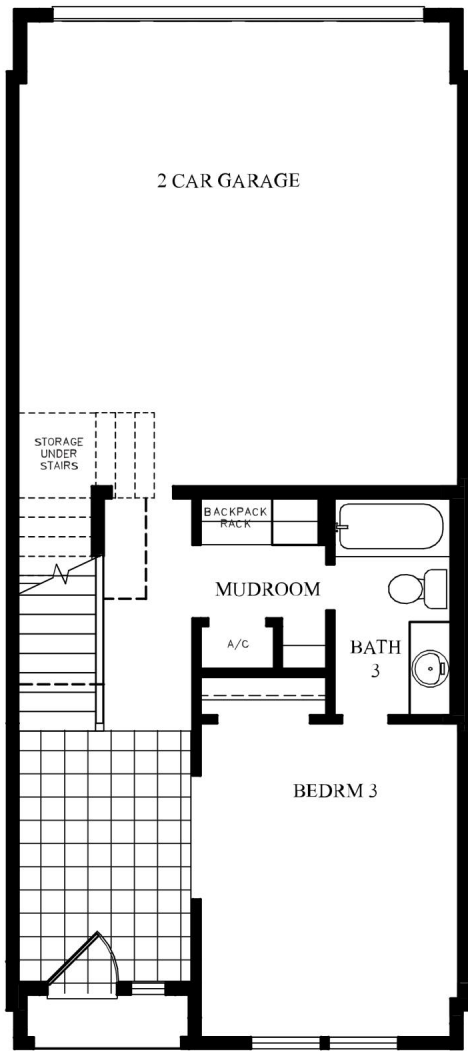 2 CAR GARAGE
STORAGE
UNDER
STAIRS
BACKPACK
RACK
MUDROOM
A/C
BATH
3
BEDRM 3